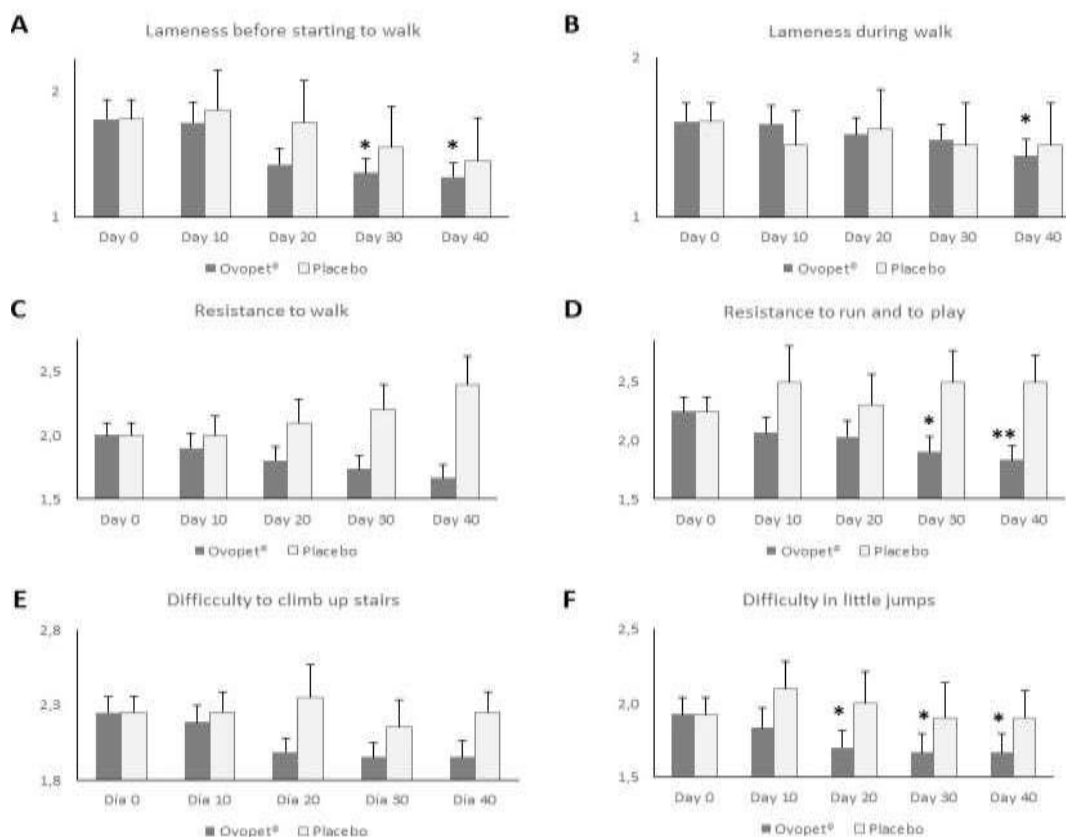 A
Lameness before starting to walk
2
*
*
1
Day 0 Day 10 Day 20 Day 30 Day 40
Ovopet® Placebo
B
Lameness during walk
2
*
1
Day 0 Day 10 Day 20 Day 30 Day 40
Ovopet® Placebo
C
Resistance to walk
2,5
2,0
1,5
Day 0 Day 10 Day 20 Day 30 Day 40
Ovopet® Placebo
D
Resistance to run and to play
2,5
*
2,0
**
1,5
Day 0 Day 10 Day 20 Day 30 Day 40
Ovopet® Placebo
E
Difficculty to climb up stairs
2,8
2,3
1,8
Día 0 Día 10 Día 20 Día 30 Día 40
Ovopet® Placebo
F
Difficulty in little jumps
2,5
2,0
* * *
1,5
Day 0 Day 10 Day 20 Day 30 Day 40
Ovopet® Placebo